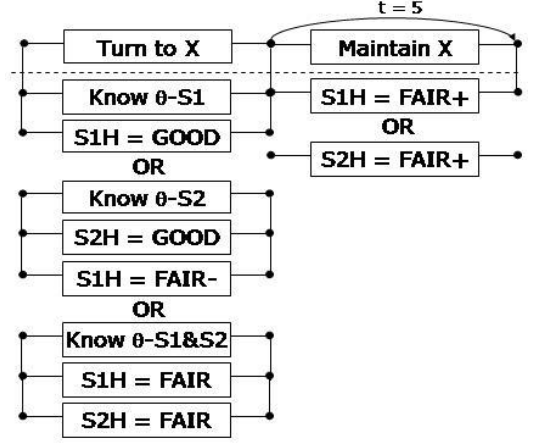 t = 5
Turn to X
Maintain X
Know θ-S1
S1H = GOOD
OR
Know θ-S2
S2H = GOOD
S1H = FAIR-
OR
Know θ-S1&S2
S1H = FAIR
S2H = FAIR
S1H = FAIR+
OR
S2H = FAIR+